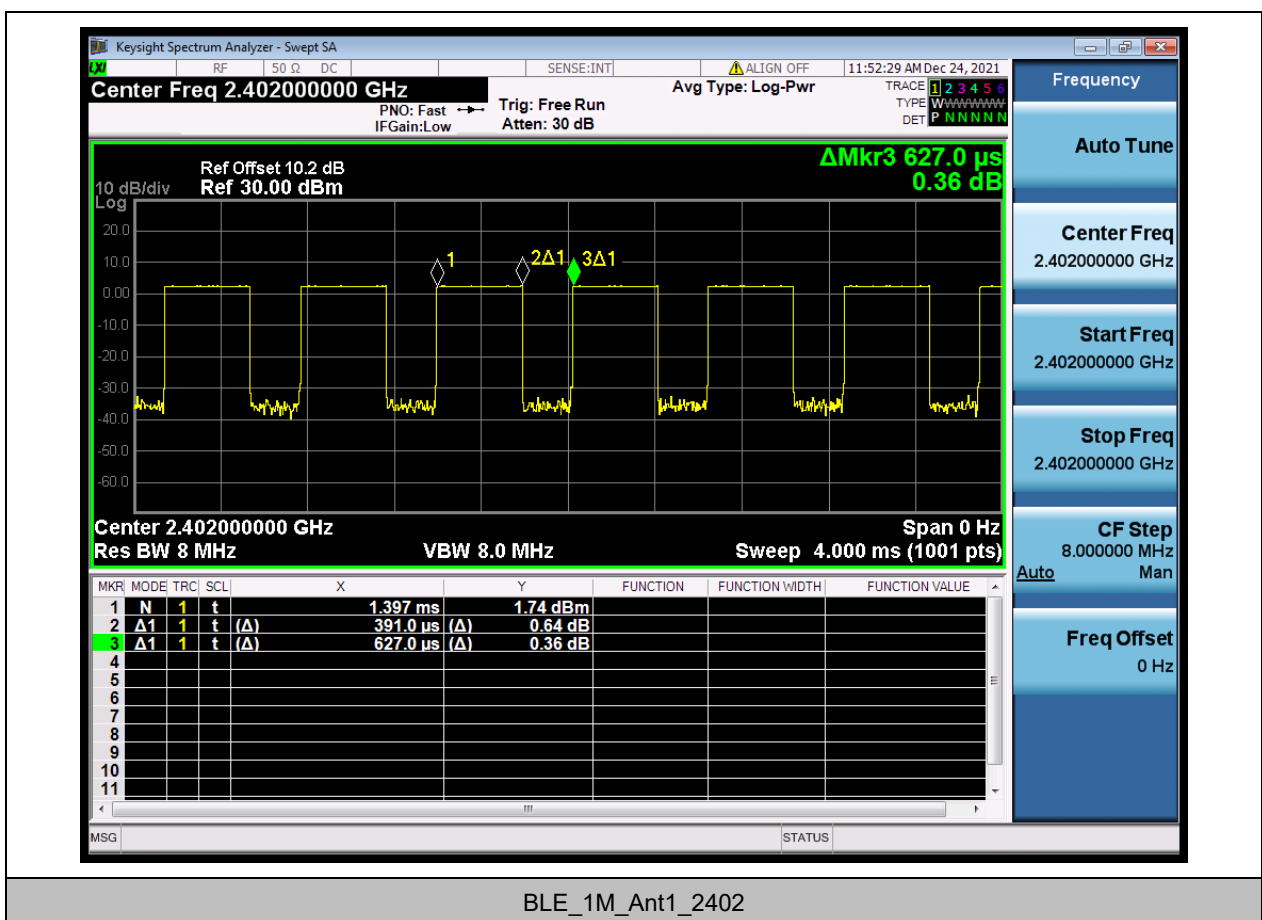 Keysight Spectrum Analyzer - Swept SA
LXI RF 50 Ω DC SENSE:INT ALIGN OFF 11:52:29 AM Dec 24, 2021
Center Freq 2.402000000 GHz Avg Type: Log-Pwr TRACE 1 2 3 4 5 6
PNO: Fast Trig: Free Run TYPE WWWWWW
IFGain:Low Atten: 30 dB DET P N N N N N
ΔMkr3 627.0 µs
0.36 dB
Ref Offset 10.2 dB
10 dB/div Ref 30.00 dBm
Log
20.0
10.0
0.00
-10.0
-20.0
-30.0
-40.0
-50.0
-60.0
1 2Δ1 3Δ1
Center 2.402000000 GHz Span 0 Hz
Res BW 8 MHz VBW 8.0 MHz Sweep 4.000 ms (1001 pts)
MKR MODE TRC SCL X Y FUNCTION FUNCTION WIDTH FUNCTION VALUE
1 N 1 t 1.397 ms 1.74 dBm
2 Δ1 1 t (Δ) 391.0 µs (Δ) 0.64 dB
3 Δ1 1 t (Δ) 627.0 µs (Δ) 0.36 dB
4
5
6
7
8
9
10
11
MSG STATUS
Frequency
Auto Tune
Center Freq
2.402000000 GHz
Start Freq
2.402000000 GHz
Stop Freq
2.402000000 GHz
CF Step
8.000000 MHz
Auto Man
Freq Offset
0 Hz
BLE_1M_Ant1_2402